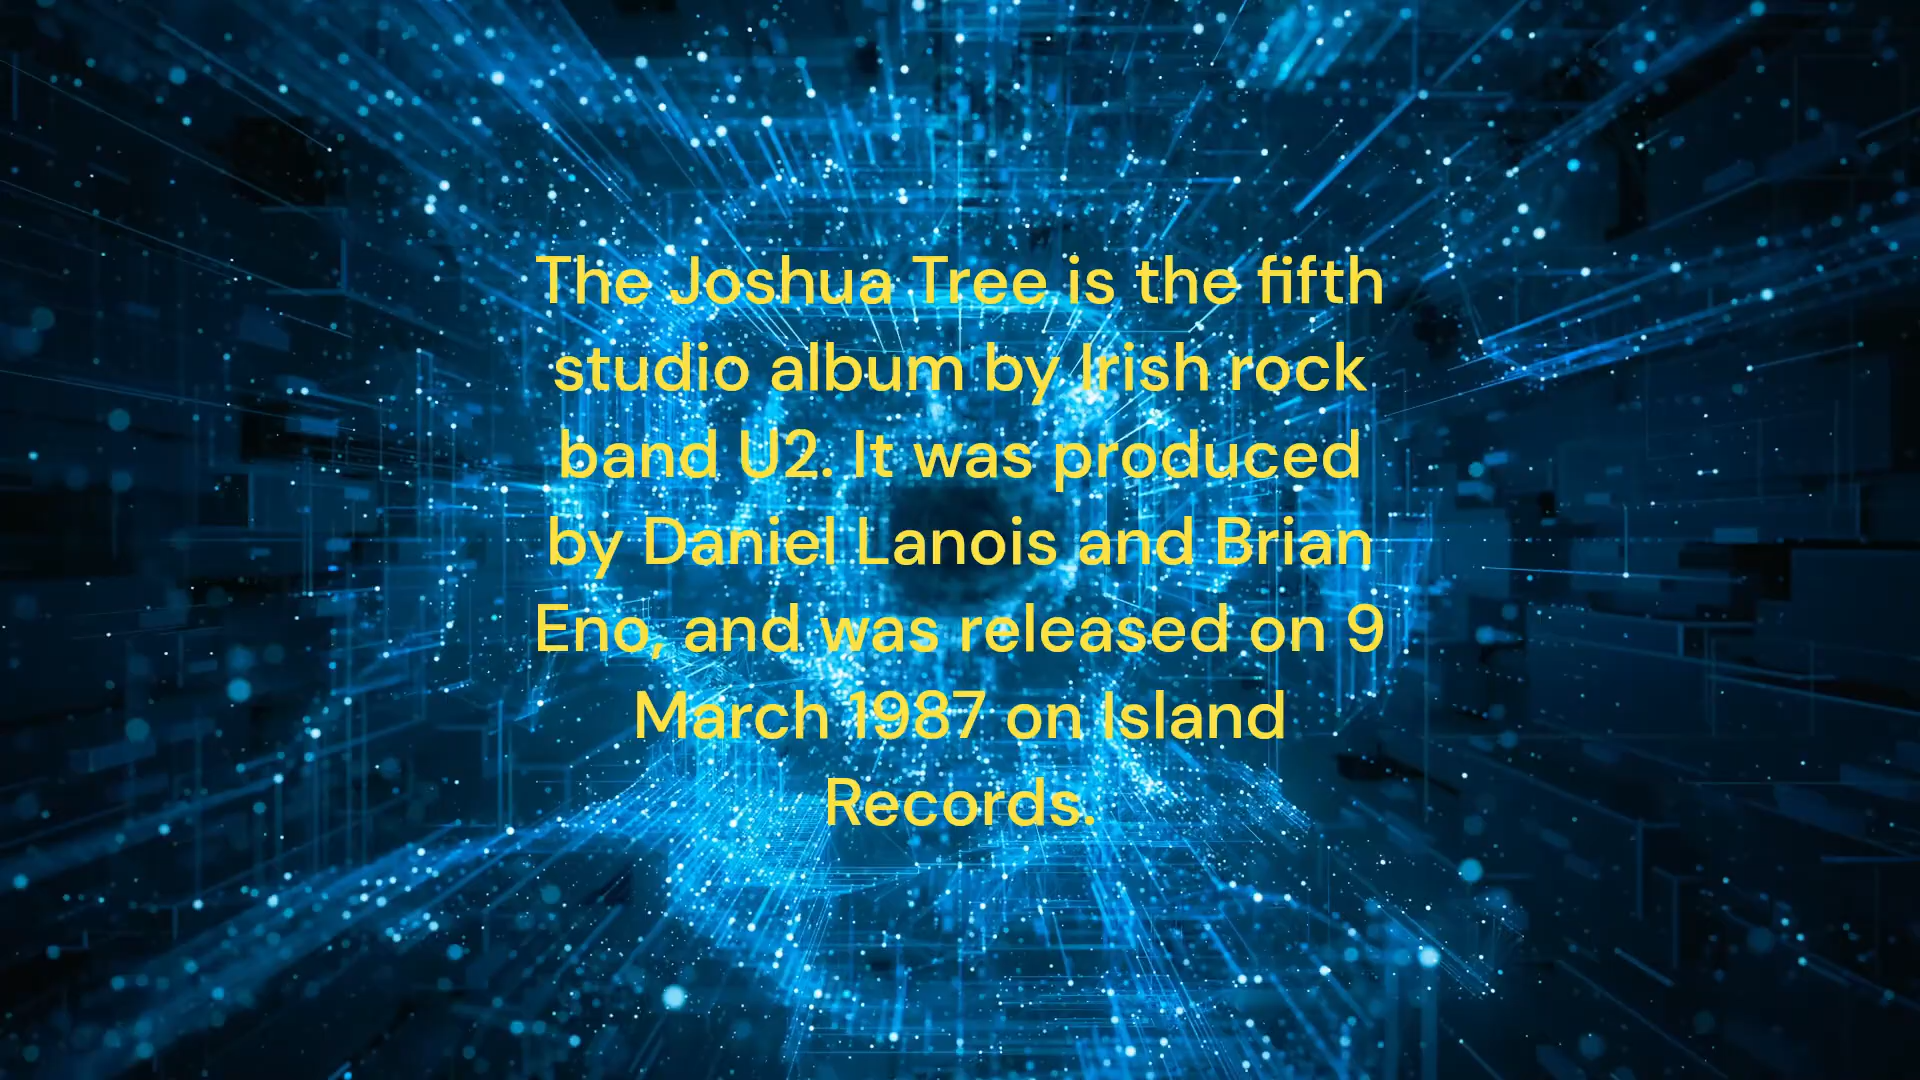 The Joshua Tree is the fifth
studio album by Irish rock
band U2. It was produced
by Daniel Lanois and Brian
Eno, and was released on 9
March 1987 on Island
Records.